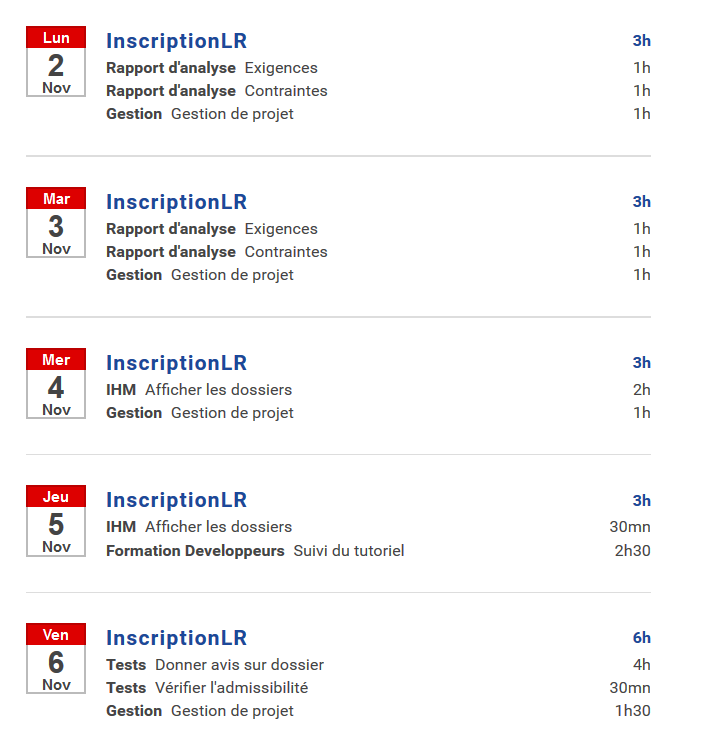 Lun
2
Nov
InscriptionLR 3h
Rapport d'analyse Exigences 1h
Rapport d'analyse Contraintes 1h
Gestion Gestion de projet 1h
Mar
3
Nov
InscriptionLR 3h
Rapport d'analyse Exigences 1h
Rapport d'analyse Contraintes 1h
Gestion Gestion de projet 1h
Mer
4
Nov
InscriptionLR 3h
IHM Afficher les dossiers 2h
Gestion Gestion de projet 1h
Jeu
5
Nov
InscriptionLR 3h
IHM Afficher les dossiers 30mn
Formation Developpeurs Suivi du tutoriel 2h30
Ven
6
Nov
InscriptionLR 6h
Tests Donner avis sur dossier 4h
Tests Vérifier l'admissibilité 30mn
Gestion Gestion de projet 1h30